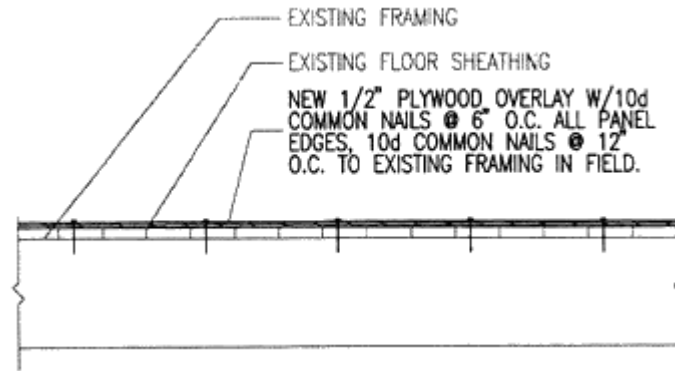 EXISTING FRAMING
EXISTING FLOOR SHEATHING
NEW 1/2" PLYWOOD OVERLAY W/10d
COMMON NAILS @ 6" O.C. ALL PANEL
EDGES, 10d COMMON NAILS @ 12"
O.C. TO EXISTING FRAMING IN FIELD.